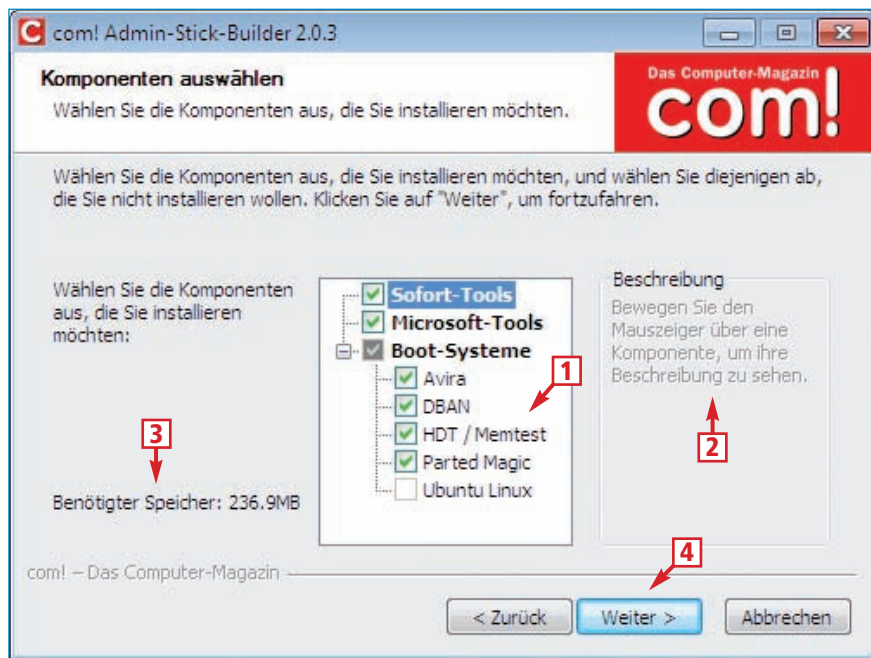 com! Admin-Stick-Builder 2.0.3
Komponenten auswählen
Wählen Sie die Komponenten aus, die Sie installieren möchten.
Das Computer-Magazin
com!
Wählen Sie die Komponenten aus, die Sie installieren möchten, und wählen Sie diejenigen ab,
die Sie nicht installieren wollen. Klicken Sie auf "Weiter", um fortzufahren.
Wählen Sie die Komponenten
aus, die Sie installieren
möchten:
Sofort-Tools
Microsoft-Tools
Boot-Systeme
Avira
DBAN
HDT / Memtest
Parted Magic
Ubuntu Linux
1
Beschreibung
Bewegen Sie den
Mauszeiger über eine
Komponente, um ihre
Beschreibung zu sehen.
2
3
Benötigter Speicher: 236.9MB
4
com! – Das Computer-Magazin
< Zurück
Weiter >
Abbrechen